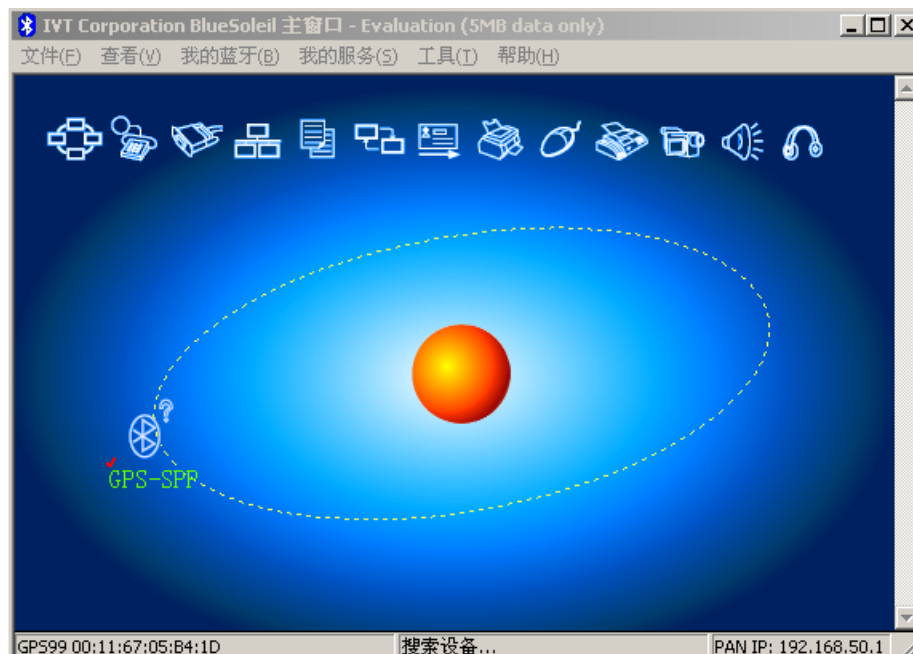 IVT Corporation BlueSoleil 主窗口 - Evaluation (5MB data only)
文件(F) 查看(V) 我的蓝牙(B) 我的服务(S) 工具(T) 帮助(H)
GPS-SPP
GPS99 00:11:67:05:B4:1D 搜索设备... PAN IP: 192.168.50.1